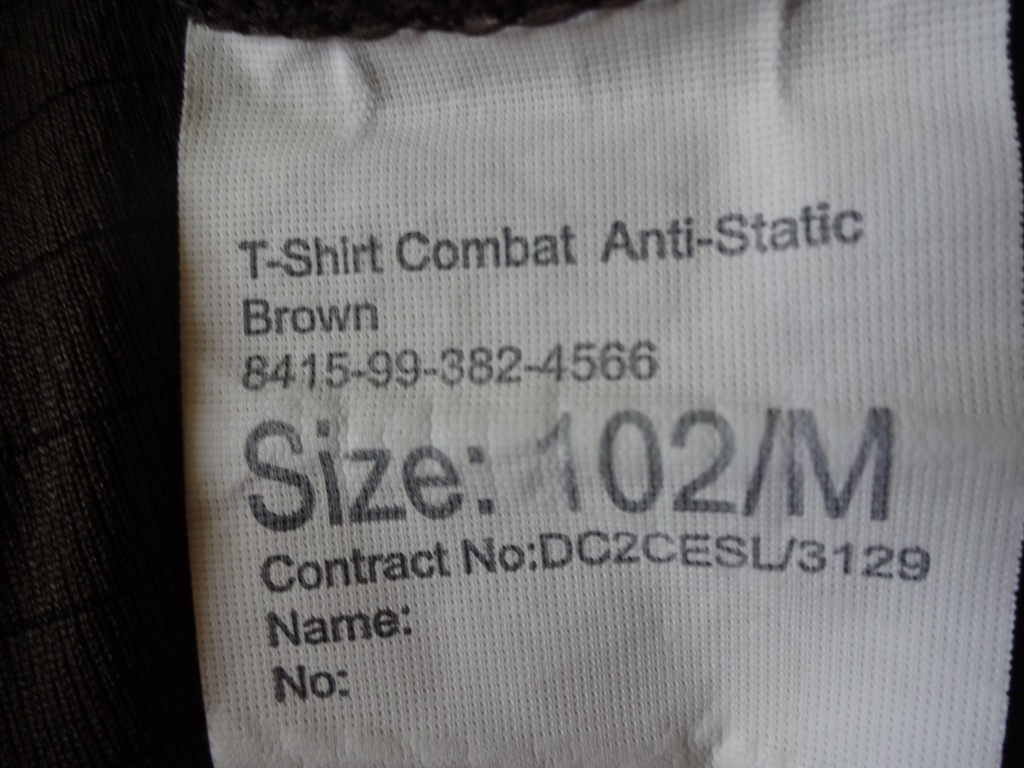 T-Shirt Combat Anti-Static
Brown
8415-99-382-4566
Size: 102/M
Contract No:DC2CESL/3129
Name:
No: